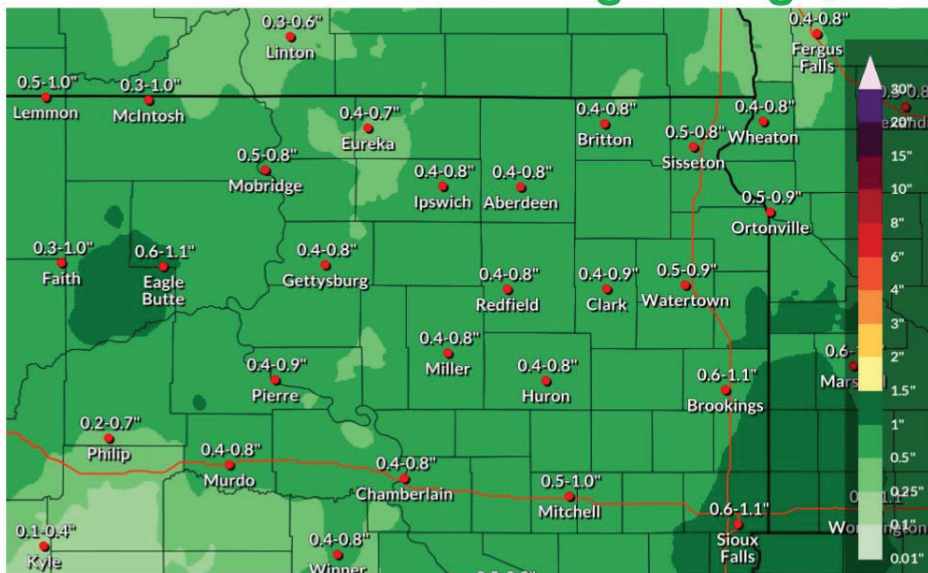 0.3-0.6"
Linton
0.4-0.8"
Fergus
Falls
0.5-1.0"
Lemmon
0.3-1.0"
McIntosh
0.4-0.7"
Eureka
0.4-0.8"
Britton
0.4-0.8"
Wheaton
0.5-0.8"
Sisseton
0.5-0.8"
Mobridge
0.4-0.8"
Ipswich
0.4-0.8"
Aberdeen
0.5-0.9"
Ortonville
0.3-1.0"
Faith
0.6-1.1"
Eagle
Butte
0.4-0.8"
Gettysburg
0.4-0.8"
Redfield
0.4-0.9"
Clark
0.5-0.9"
Watertown
0.4-0.8"
Miller
0.4-0.9"
Pierre
0.4-0.8"
Huron
0.6-1.1"
Brookings
0.2-0.7"
Philip
0.4-0.8"
Murdo
0.4-0.8"
Chamberlain
0.5-1.0"
Mitchell
0.6-1.1"
Sioux
Falls
0.1-0.4"
Kyle
0.4-0.8"
Winner
30"
20"
15"
10"
8"
6"
4"
3"
2"
1.5"
1"
0.5"
0.25"
0.1"
0.01"